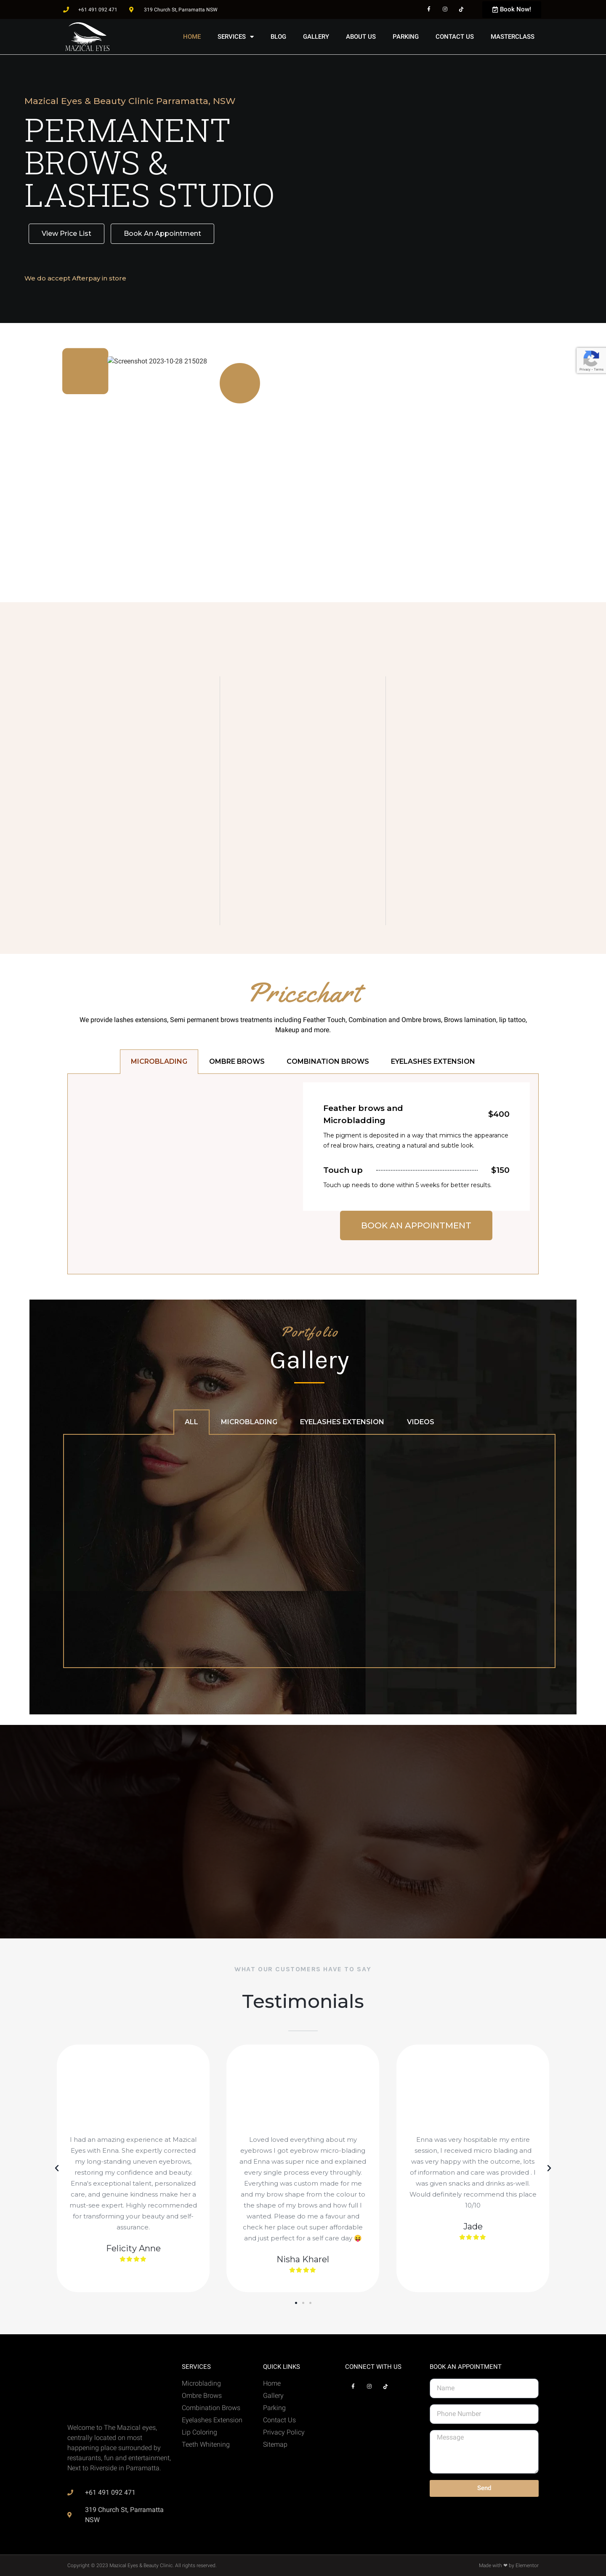 +61 491 092 471
319 Church St, Parramatta NSW
Book Now!
MAZICAL EYES
HOME
SERVICES
BLOG
GALLERY
ABOUT US
PARKING
CONTACT US
MASTERCLASS
Mazical Eyes & Beauty Clinic Parramatta, NSW
PERMANENT
BROWS &
LASHES STUDIO
View Price List
Book An Appointment
We do accept Afterpay in store
Screenshot 2023-10-28 215028
Privacy - Terms
Pricechart
We provide lashes extensions, Semi permanent brows treatments including Feather Touch, Combination and Ombre brows, Brows lamination, lip tattoo,
Makeup and more.
MICROBLADING
OMBRE BROWS
COMBINATION BROWS
EYELASHES EXTENSION
Feather brows and
Microbladding
$400
The pigment is deposited in a way that mimics the appearance
of real brow hairs, creating a natural and subtle look.
Touch up
$150
Touch up needs to done within 5 weeks for better results.
BOOK AN APPOINTMENT
Portfolio
Gallery
ALL
MICROBLADING
EYELASHES EXTENSION
VIDEOS
WHAT OUR CUSTOMERS HAVE TO SAY
Testimonials
I had an amazing experience at Mazical
Eyes with Enna. She expertly corrected
my long-standing uneven eyebrows,
restoring my confidence and beauty.
Enna's exceptional talent, personalized
care, and genuine kindness make her a
must-see expert. Highly recommended
for transforming your beauty and self-
assurance.
Felicity Anne
Loved loved everything about my
eyebrows I got eyebrow micro-blading
and Enna was super nice and explained
every single process every throughly.
Everything was custom made for me
and my brow shape from the colour to
the shape of my brows and how full I
wanted. Please do me a favour and
check her place out super affordable
and just perfect for a self care day 😝
Nisha Kharel
Enna was very hospitable my entire
session, I received micro blading and
was very happy with the outcome, lots
of information and care was provided . I
was given snacks and drinks as-well.
Would definitely recommend this place
10/10
Jade
Welcome to The Mazical eyes,
centrally located on most
happening place surrounded by
restaurants, fun and entertainment,
Next to Riverside in Parramatta.
+61 491 092 471
319 Church St, Parramatta
NSW
SERVICES
Microblading
Ombre Brows
Combination Brows
Eyelashes Extension
Lip Coloring
Teeth Whitening
QUICK LINKS
Home
Gallery
Parking
Contact Us
Privacy Policy
Sitemap
CONNECT WITH US
BOOK AN APPOINTMENT
Name
Phone Number
Message
Send
Copyright © 2023 Mazical Eyes & Beauty Clinic. All rights reserved
Made with ❤ by Elementor